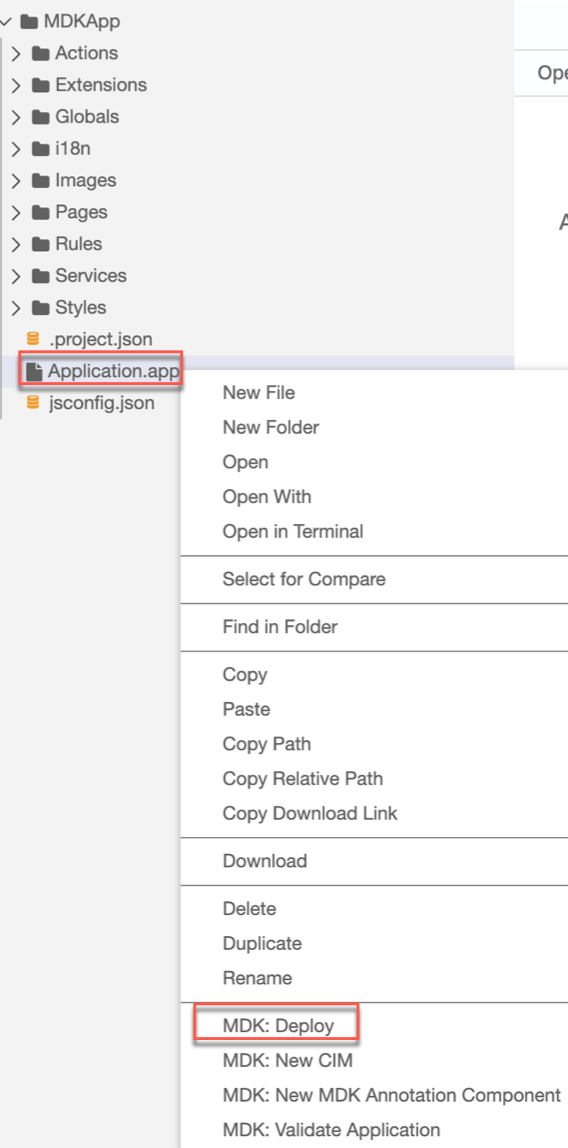 MDKApp
Actions
Extensions
Globals
i18n
Images
Pages
Rules
Services
Styles
.project.json
Application.app
jsconfig.json
New File
New Folder
Open
Open With
Open in Terminal
Select for Compare
Find in Folder
Copy
Paste
Copy Path
Copy Relative Path
Copy Download Link
Download
Delete
Duplicate
Rename
MDK: Deploy
MDK: New CIM
MDK: New MDK Annotation Component
MDK: Validate Application